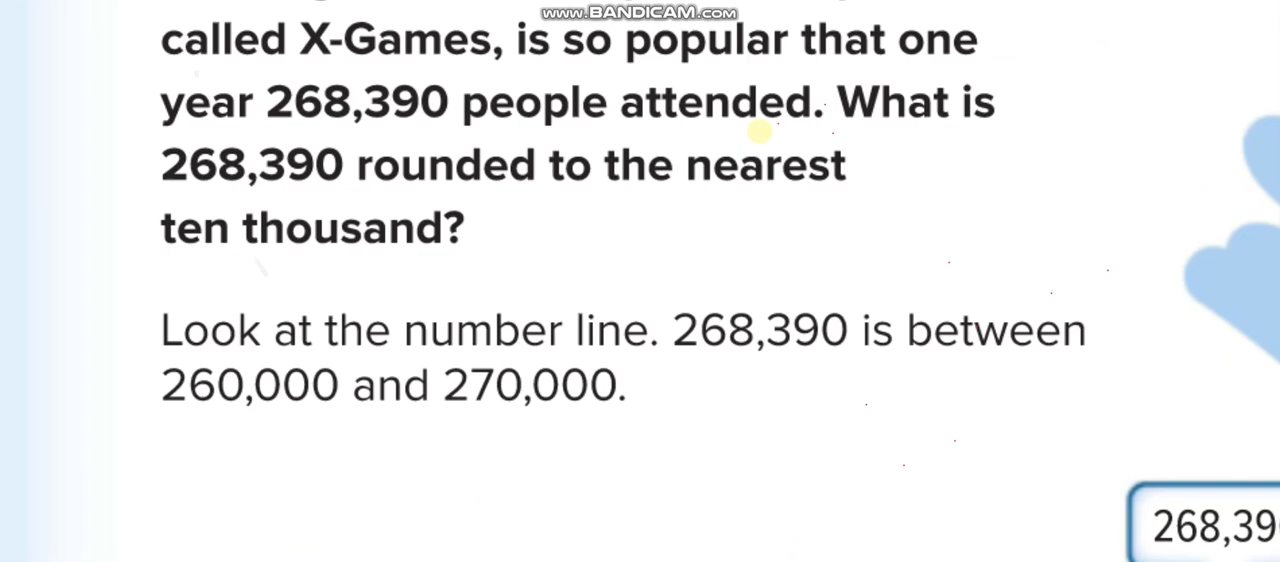 www.BANDICAM.com
called X-Games, is so popular that one
year 268,390 people attended. What is
268,390 rounded to the nearest
ten thousand?
Look at the number line. 268,390 is between
260,000 and 270,000.
268,39